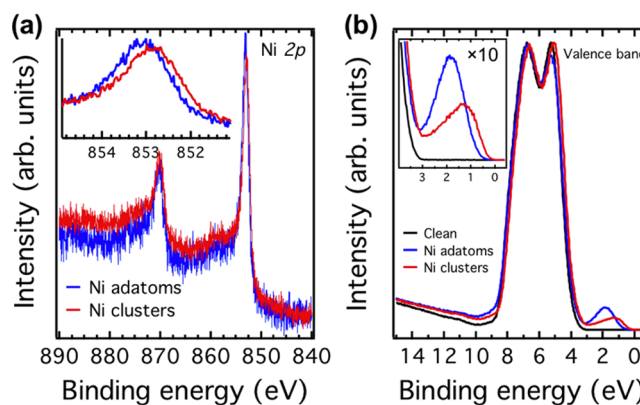 (a)
Ni 2p
854 853 852
Intensity (arb. units)
Ni adatoms
Ni clusters
890 880 870 860 850 840
Binding energy (eV)
(b)
×10
Valence band
3 2 1 0
Intensity (arb. units)
Clean
Ni adatoms
Ni clusters
14 12 10 8 6 4 2 0
Binding energy (eV)